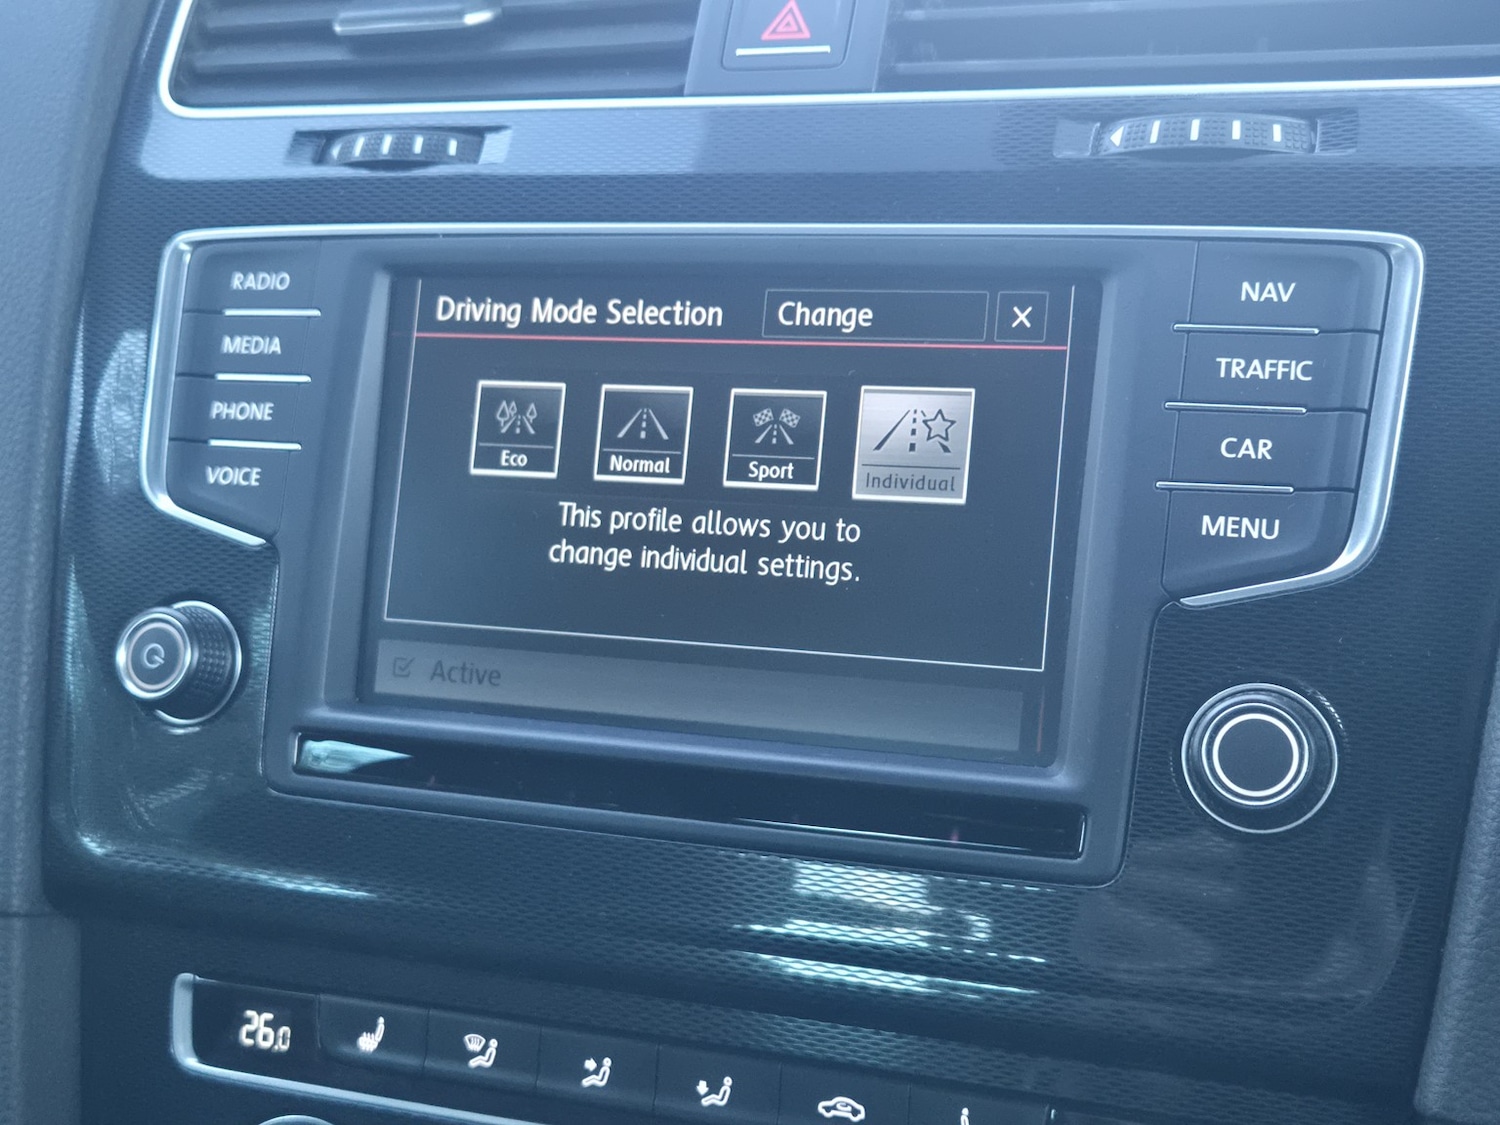 RADIO
MEDIA
PHONE
VOICE
Driving Mode Selection
Change
X
Eco
Normal
Sport
Individual
This profile allows you to
change individual settings.
Active
NAV
TRAFFIC
CAR
MENU
26.0